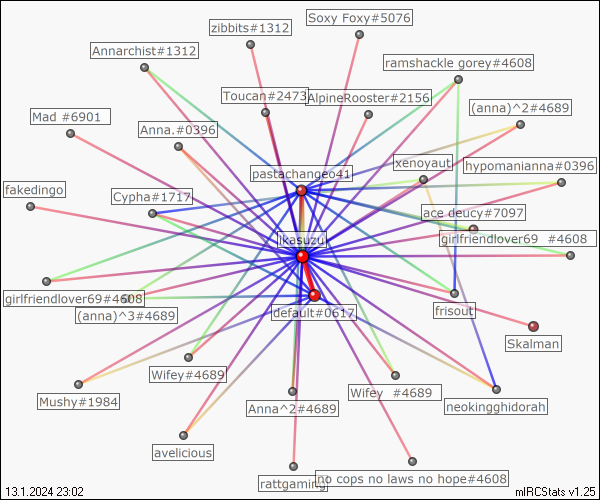 Soxy Foxy#5076
zibbits#1312
Annarchist#1312
ramshackle gorey#4608
Toucan#2473
AlpineRooster#2156
(anna)^2#4689
Mad #6901
Anna.#0396
xenoyaut
hypomanianna#0396
pastachangeo41
fakedingo
Cypha#1717
ace deucy#7097
ikasuzu
girlfriendlover69 #4608
girlfriendlover69#4608
(anna)^3#4689
default#0617
frisout
Skalman
Wifey#4689
Mushy#1984
Anna^2#4689
Wifey #4689
neokingghidorah
avelicious
rattgaming
no cops no laws no hope#4608
13.1.2024 23:02
mIRCStats v1.25